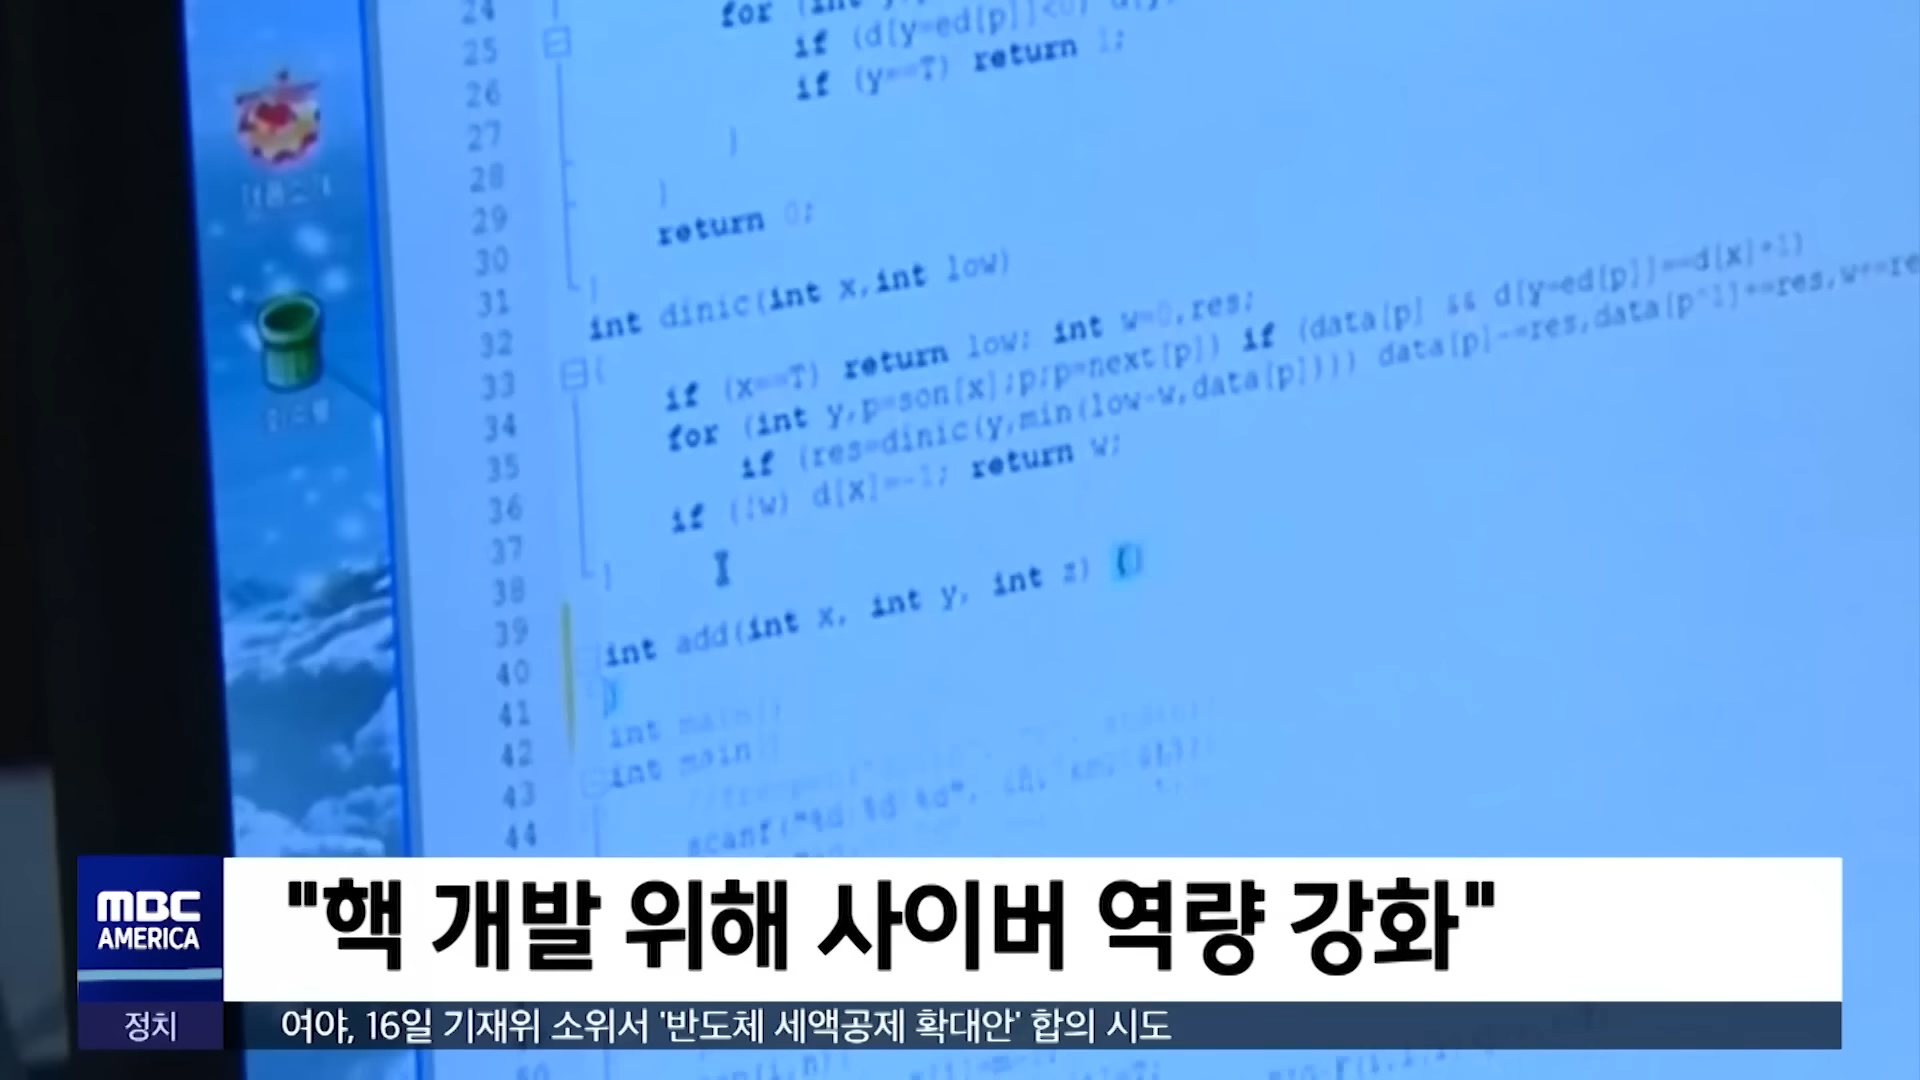 24
for (int
25
if (d[y=ed[p]]<0)
26
if (y==T) return 1;
27
}
28
}
29
return 0;
30
}
31
int dinic(int x,int low)
32
{
33
if (x==T) return low; int w=0,res;
34
for (int y,p=son[x];p;p=next[p]) if (data[p] && d[y=ed[p]]==d[x]+1)
35
if (res=dinic(y,min(low-w,data[p]))) data[p]-=res,data[p^1]+=res,w+=re
36
if (!w) d[x]=-1; return w;
37
}
38
39
int add(int x, int y, int z) {}
40
}
41
int main()
42
int main()
43
44
scanf("%d %d %d",
MBC
AMERICA
"핵 개발 위해 사이버 역량 강화"
정치
여야, 16일 기재위 소위서 '반도체 세액공제 확대안' 합의 시도
50